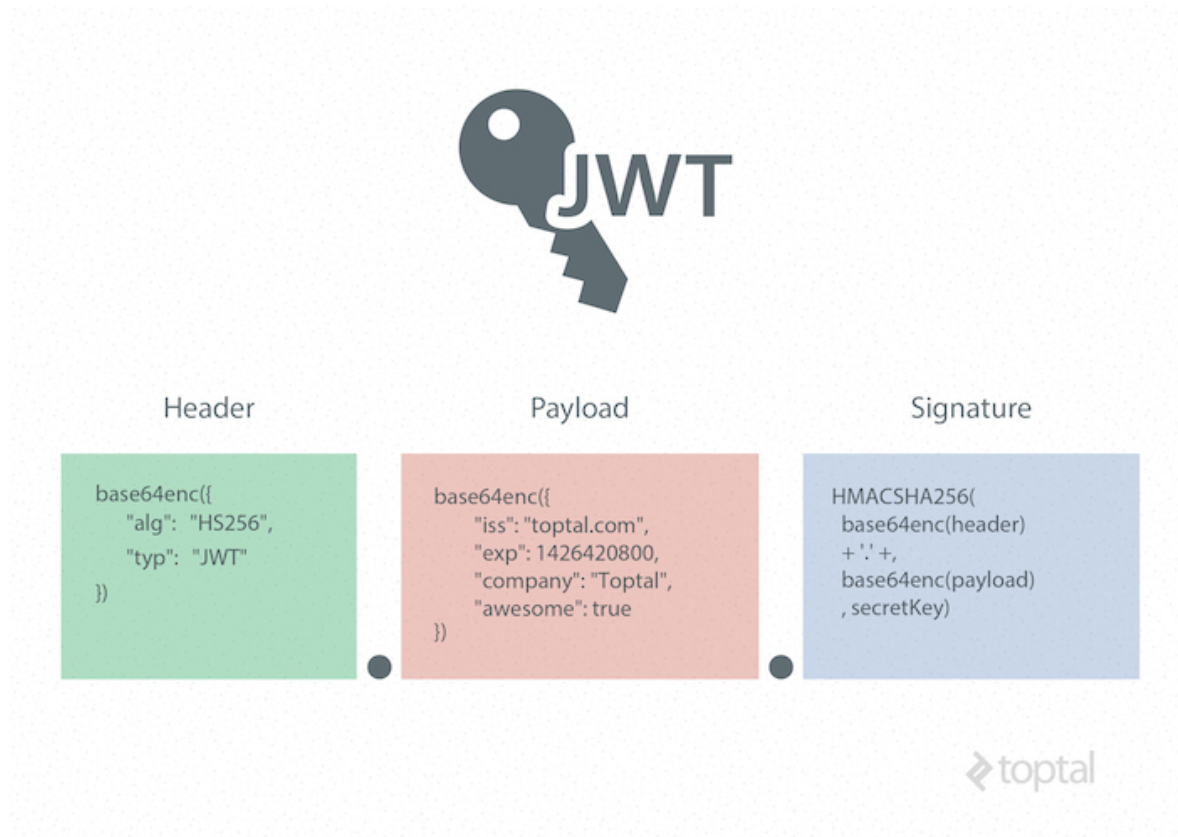 JWT
Header
Payload
Signature
base64enc({
"alg": "HS256",
"typ": "JWT"
})
base64enc({
"iss": "toptal.com",
"exp": 1426420800,
"company": "Toptal",
"awesome": true
})
HMACSHA256(
base64enc(header)
+ '.' +,
base64enc(payload)
, secretKey)
toptal